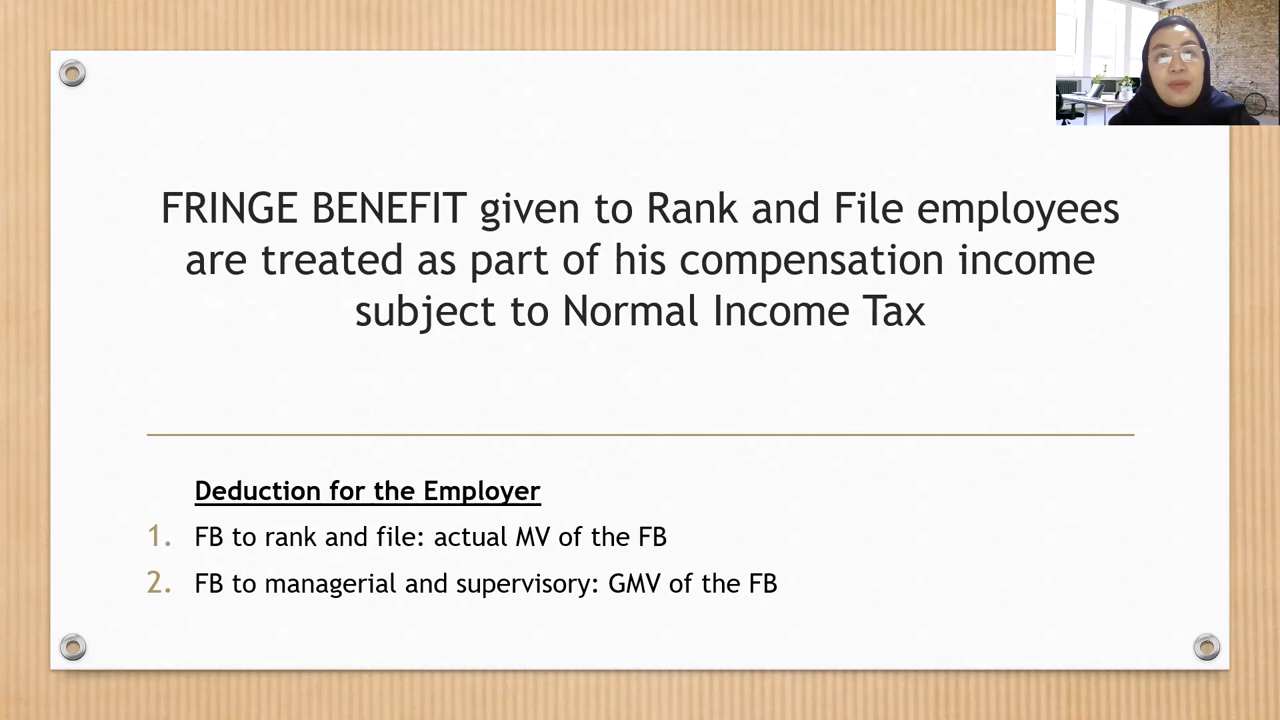 FRINGE BENEFIT given to Rank and File employees
are treated as part of his compensation income
subject to Normal Income Tax
Deduction for the Employer
1. FB to rank and file: actual MV of the FB
2. FB to managerial and supervisory: GMV of the FB